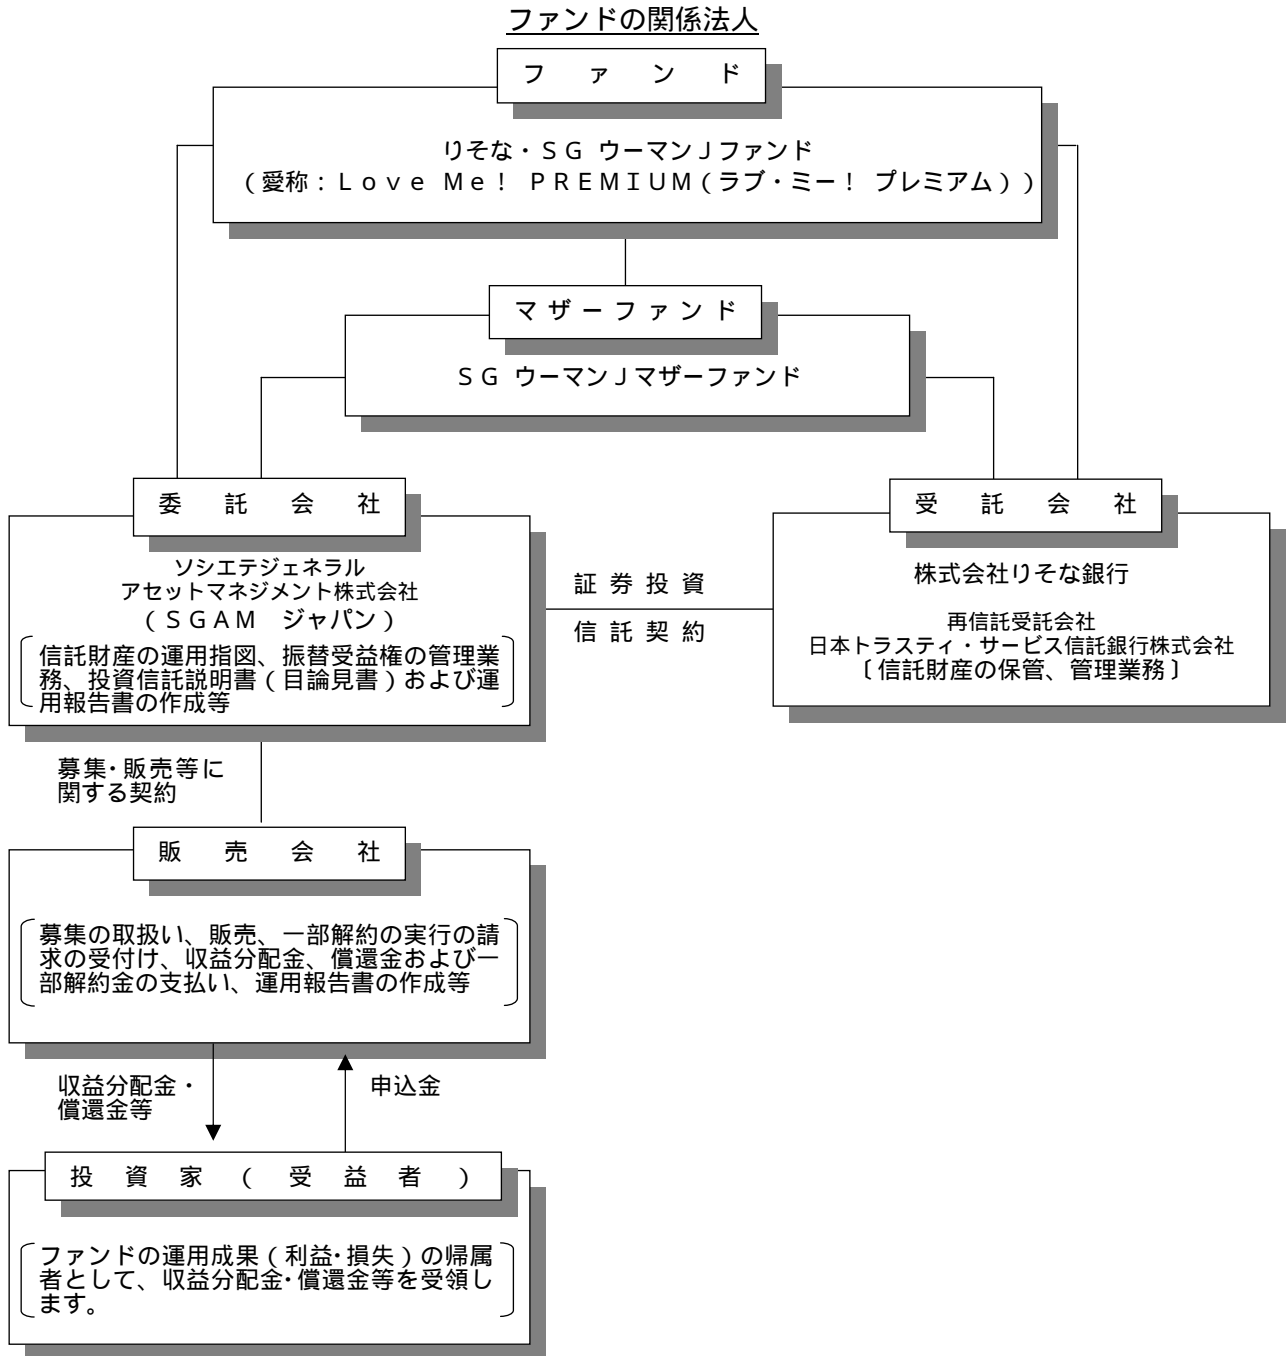 ファンドの関係法人
ファンド
りそな・ＳＧ ウーマンＪファンド
（愛称：Ｌｏｖｅ Ｍｅ！ ＰＲＥＭＩＵＭ（ラブ・ミー！ プレミアム））
マザーファンド
ＳＧ ウーマンＪマザーファンド
委託会社
ソシエテジェネラル
アセットマネジメント株式会社
（ＳＧＡＭ　ジャパン）
信託財産の運用指図、振替受益権の管理業
務、投資信託説明書（目論見書）および運
用報告書の作成等
証券投資
信託契約
受託会社
株式会社りそな銀行
再信託受託会社
日本トラスティ・サービス信託銀行株式会社
〔信託財産の保管、管理業務〕
募集・販売等に
関する契約
販売会社
募集の取扱い、販売、一部解約の実行の請
求の受付け、収益分配金、償還金および一
部解約金の支払い、運用報告書の作成等
収益分配金・
償還金等
申込金
投資家（受益者）
ファンドの運用成果（利益・損失）の帰属
者として、収益分配金・償還金等を受領し
ます。